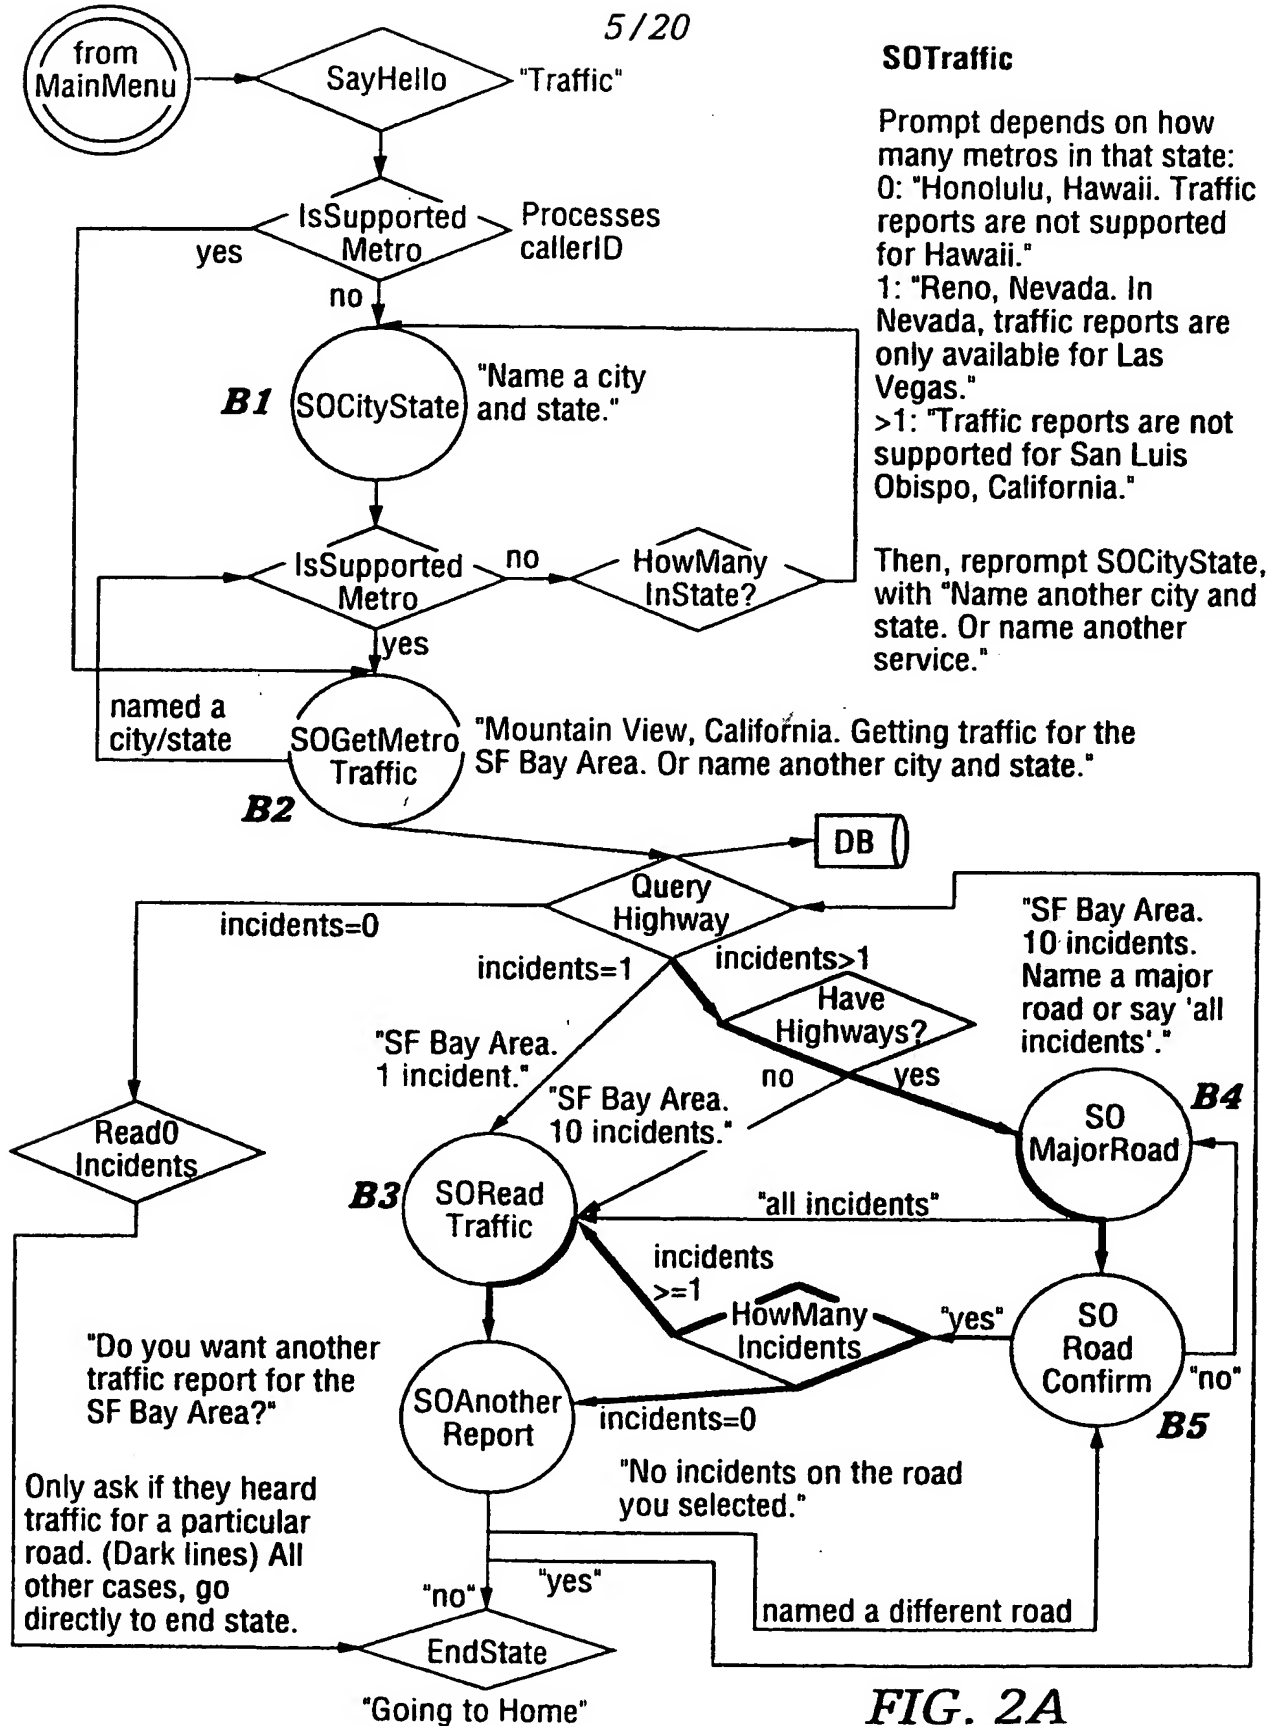 5/20
from
MainMenu
SayHello
"Traffic"
IsSupported
Metro
Processes
callerID
yes
no
SOTraffic
Prompt depends on how
many metros in that state:
0: "Honolulu, Hawaii. Traffic
reports are not supported
for Hawaii."
1: "Reno, Nevada. In
Nevada, traffic reports are
only available for Las
Vegas."
>1: "Traffic reports are not
supported for San Luis
Obispo, California."
Then, reprompt SOCityState,
with "Name another city and
state. Or name another
service."
B1
SOCityState
"Name a city
and state."
IsSupported
Metro
no
HowMany
InState?
yes
named a
city/state
SOGetMetro
Traffic
B2
"Mountain View, California. Getting traffic for the
SF Bay Area. Or name another city and state."
DB
Query
Highway
incidents=0
incidents=1
incidents>1
Have
Highways?
"SF Bay Area.
10 incidents.
Name a major
road or say 'all
incidents'."
"SF Bay Area.
1 incident."
no
yes
"SF Bay Area.
10 incidents."
Read0
Incidents
B3
SORead
Traffic
SO
MajorRoad
B4
"all incidents"
incidents
>=1
HowMany
Incidents
"yes"
SO
Road
Confirm
"no"
B5
"Do you want another
traffic report for the
SF Bay Area?"
SOAnother
Report
incidents=0
"No incidents on the road
you selected."
Only ask if they heard
traffic for a particular
road. (Dark lines) All
other cases, go
directly to end state.
"no"
"yes"
named a different road
EndState
"Going to Home"
FIG. 2A